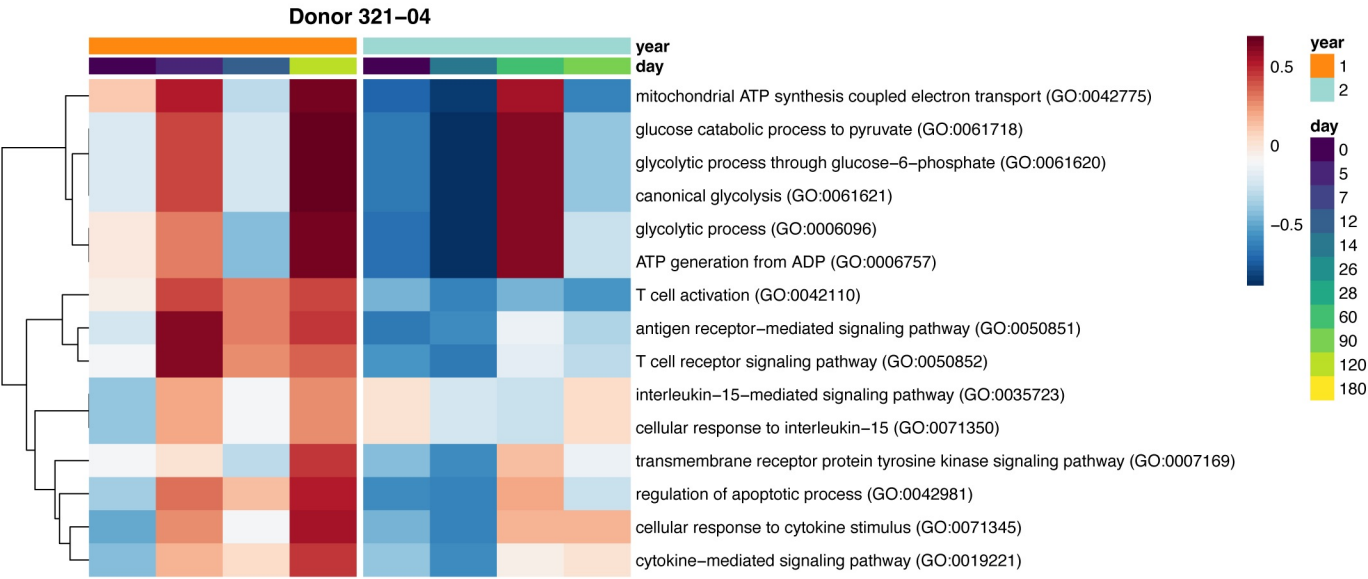 Donor 321−04
year
day
mitochondrial ATP synthesis coupled electron transport (GO:0042775)
glucose catabolic process to pyruvate (GO:0061718)
glycolytic process through glucose−6−phosphate (GO:0061620)
canonical glycolysis (GO:0061621)
glycolytic process (GO:0006096)
ATP generation from ADP (GO:0006757)
T cell activation (GO:0042110)
antigen receptor−mediated signaling pathway (GO:0050851)
T cell receptor signaling pathway (GO:0050852)
interleukin−15−mediated signaling pathway (GO:0035723)
cellular response to interleukin−15 (GO:0071350)
transmembrane receptor protein tyrosine kinase signaling pathway (GO:0007169)
regulation of apoptotic process (GO:0042981)
cellular response to cytokine stimulus (GO:0071345)
cytokine−mediated signaling pathway (GO:0019221)
0.5
0
−0.5
year
1
2
day
0
5
7
12
14
26
28
60
90
120
180